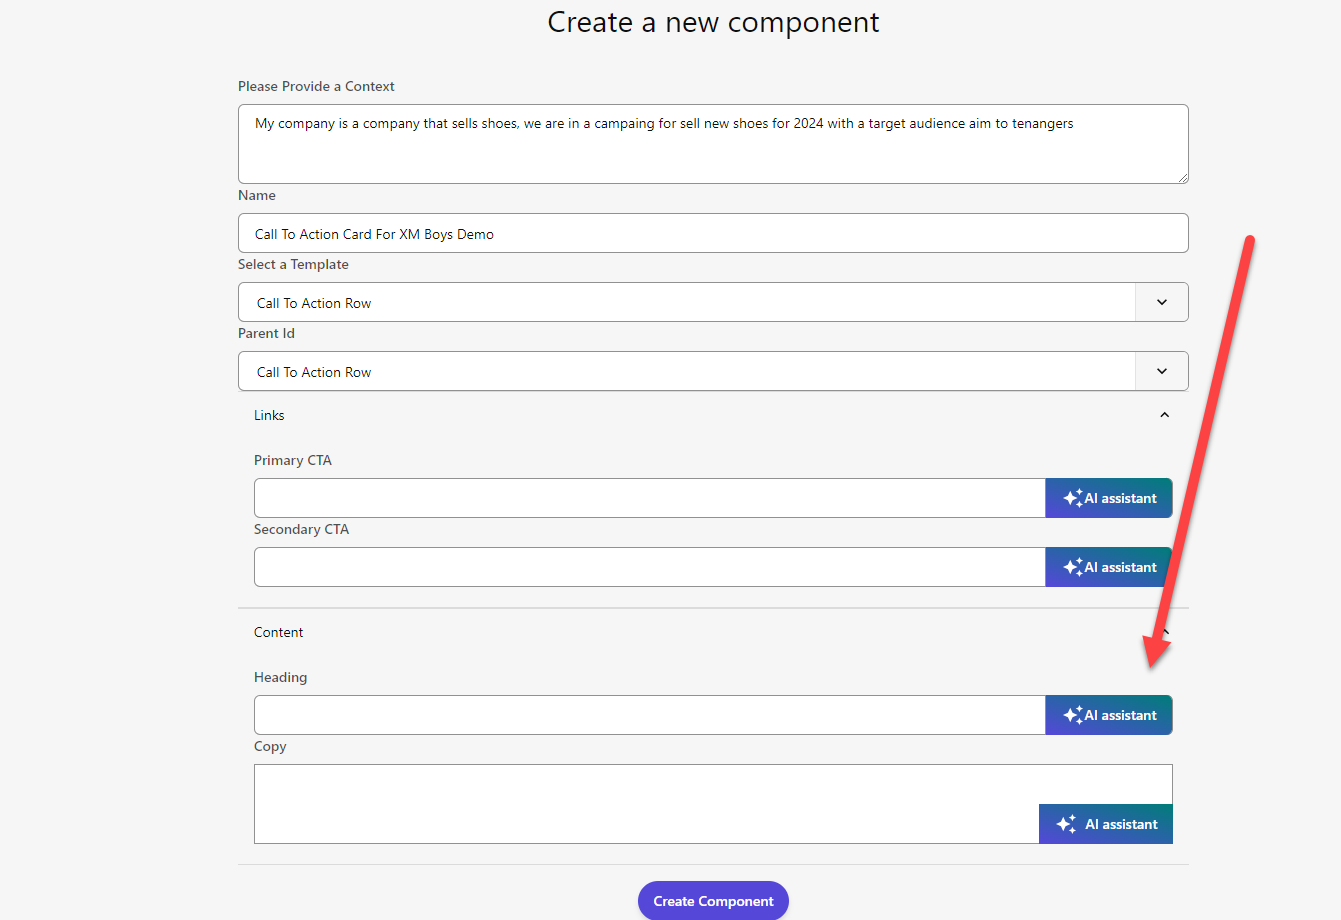 Create a new component
Please Provide a Context
My company is a company that sells shoes, we are in a campaing for sell new shoes for 2024 with a target audience aim to tenangers
Name
Call To Action Card For XM Boys Demo
Select a Template
Call To Action Row
Parent Id
Call To Action Row
Links
Primary CTA
AI assistant
Secondary CTA
AI assistant
Content
Heading
AI assistant
Copy
AI assistant
Create Component